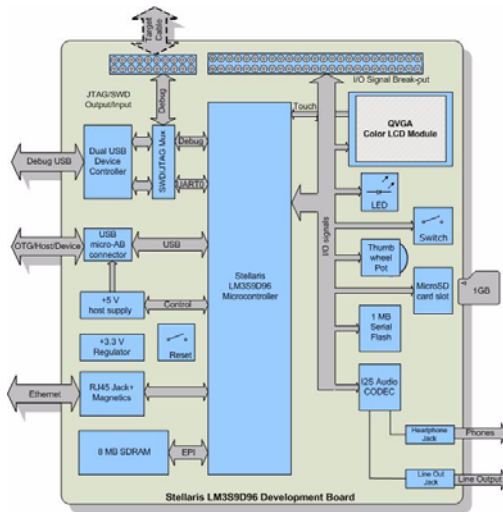 Target
Cable
JTAG/SWD
Output/Input
Debug
I/O Signal Break-out
Touch
QVGA
Color LCD Module
Debug USB
Dual USB
Device
Controller
SWD/JTAG Mux
Debug
UART0
LED
Switch
OTG/Host/Device
USB
micro-AB
connector
USB
Stellaris
LM3S9D96
Microcontroller
I/O signals
Thumb
wheel
Pot
MicroSD
card slot
1GB
+5 V
host supply
Control
+3.3 V
Regulator
Reset
1 MB
Serial
Flash
Ethernet
RJ45 Jack+
Magnetics
I2S Audio
CODEC
8 MB SDRAM
EPI
Headphone
Jack
Phones
Line Out
Jack
Line Output
Stellaris LM3S9D96 Development Board